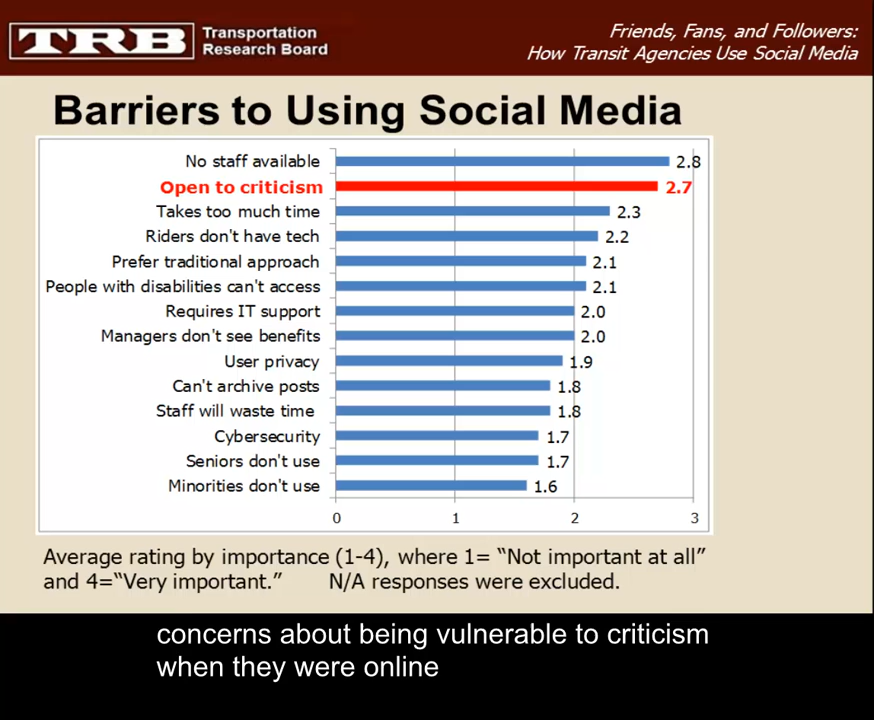 TRB
Transportation
Research Board
Friends, Fans, and Followers:
How Transit Agencies Use Social Media
Barriers to Using Social Media
No staff available 2.8
Open to criticism 2.7
Takes too much time 2.3
Riders don't have tech 2.2
Prefer traditional approach 2.1
People with disabilities can't access 2.1
Requires IT support 2.0
Managers don't see benefits 2.0
User privacy 1.9
Can't archive posts 1.8
Staff will waste time 1.8
Cybersecurity 1.7
Seniors don't use 1.7
Minorities don't use 1.6
0 1 2 3
Average rating by importance (1-4), where 1= “Not important at all”
and 4=“Very important.” N/A responses were excluded.
concerns about being vulnerable to criticism
when they were online